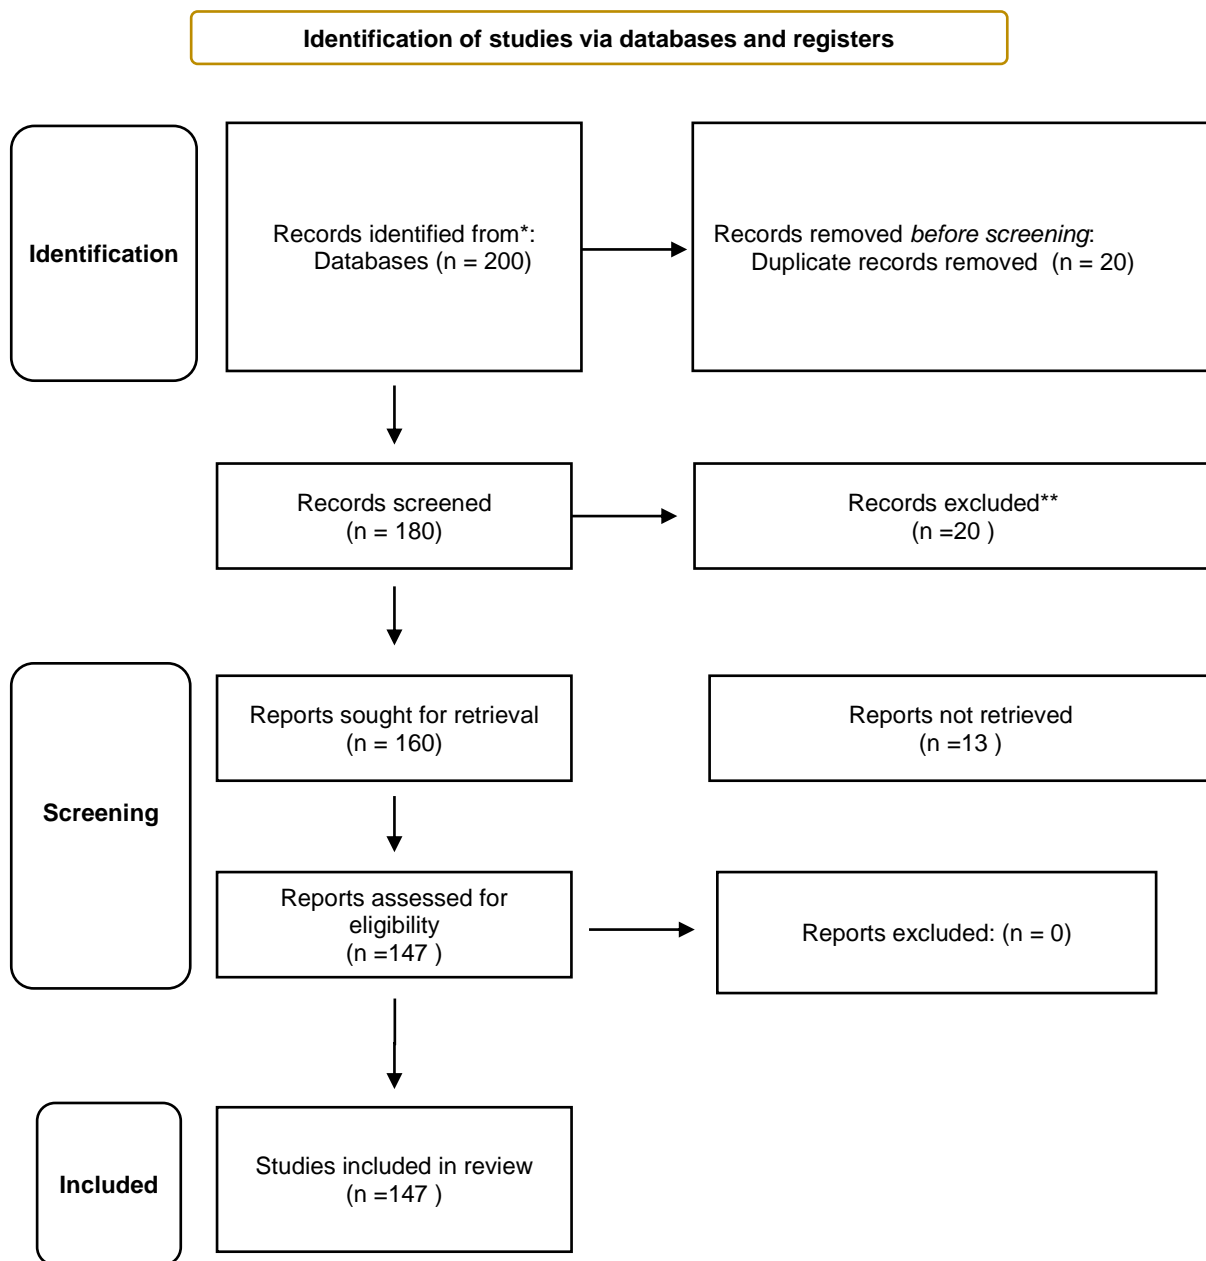 Identification of studies via databases and registers
Identification
Records identified from*:
Databases (n = 200)
Records removed before screening:
Duplicate records removed  (n = 20)
Records screened
(n = 180)
Records excluded**
(n =20 )
Screening
Reports sought for retrieval
(n = 160)
Reports not retrieved
(n =13 )
Reports assessed for
eligibility
(n =147 )
Reports excluded: (n = 0)
Included
Studies included in review
(n =147 )